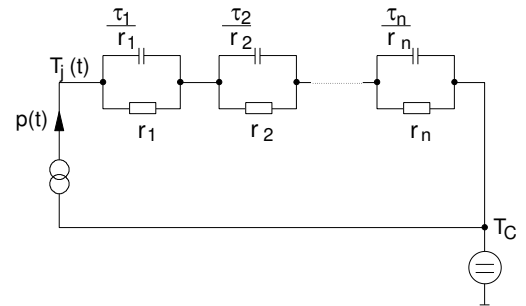 τ1 τ2 τn
r1 r2 rn
Tj (t)
p(t)
r1 r2 rn
TC